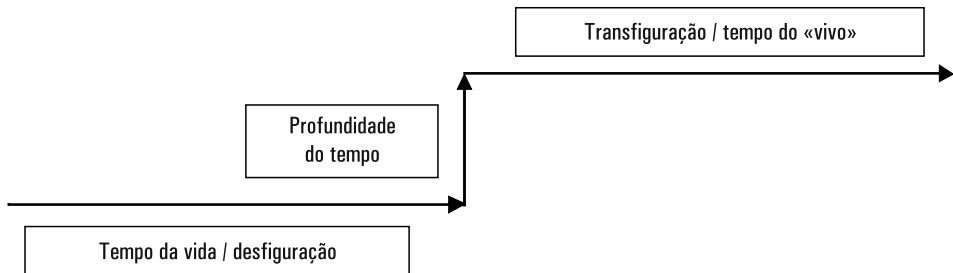 Transfiguração / tempo do «vivo»
Profundidade
do tempo
Tempo da vida / desfiguração